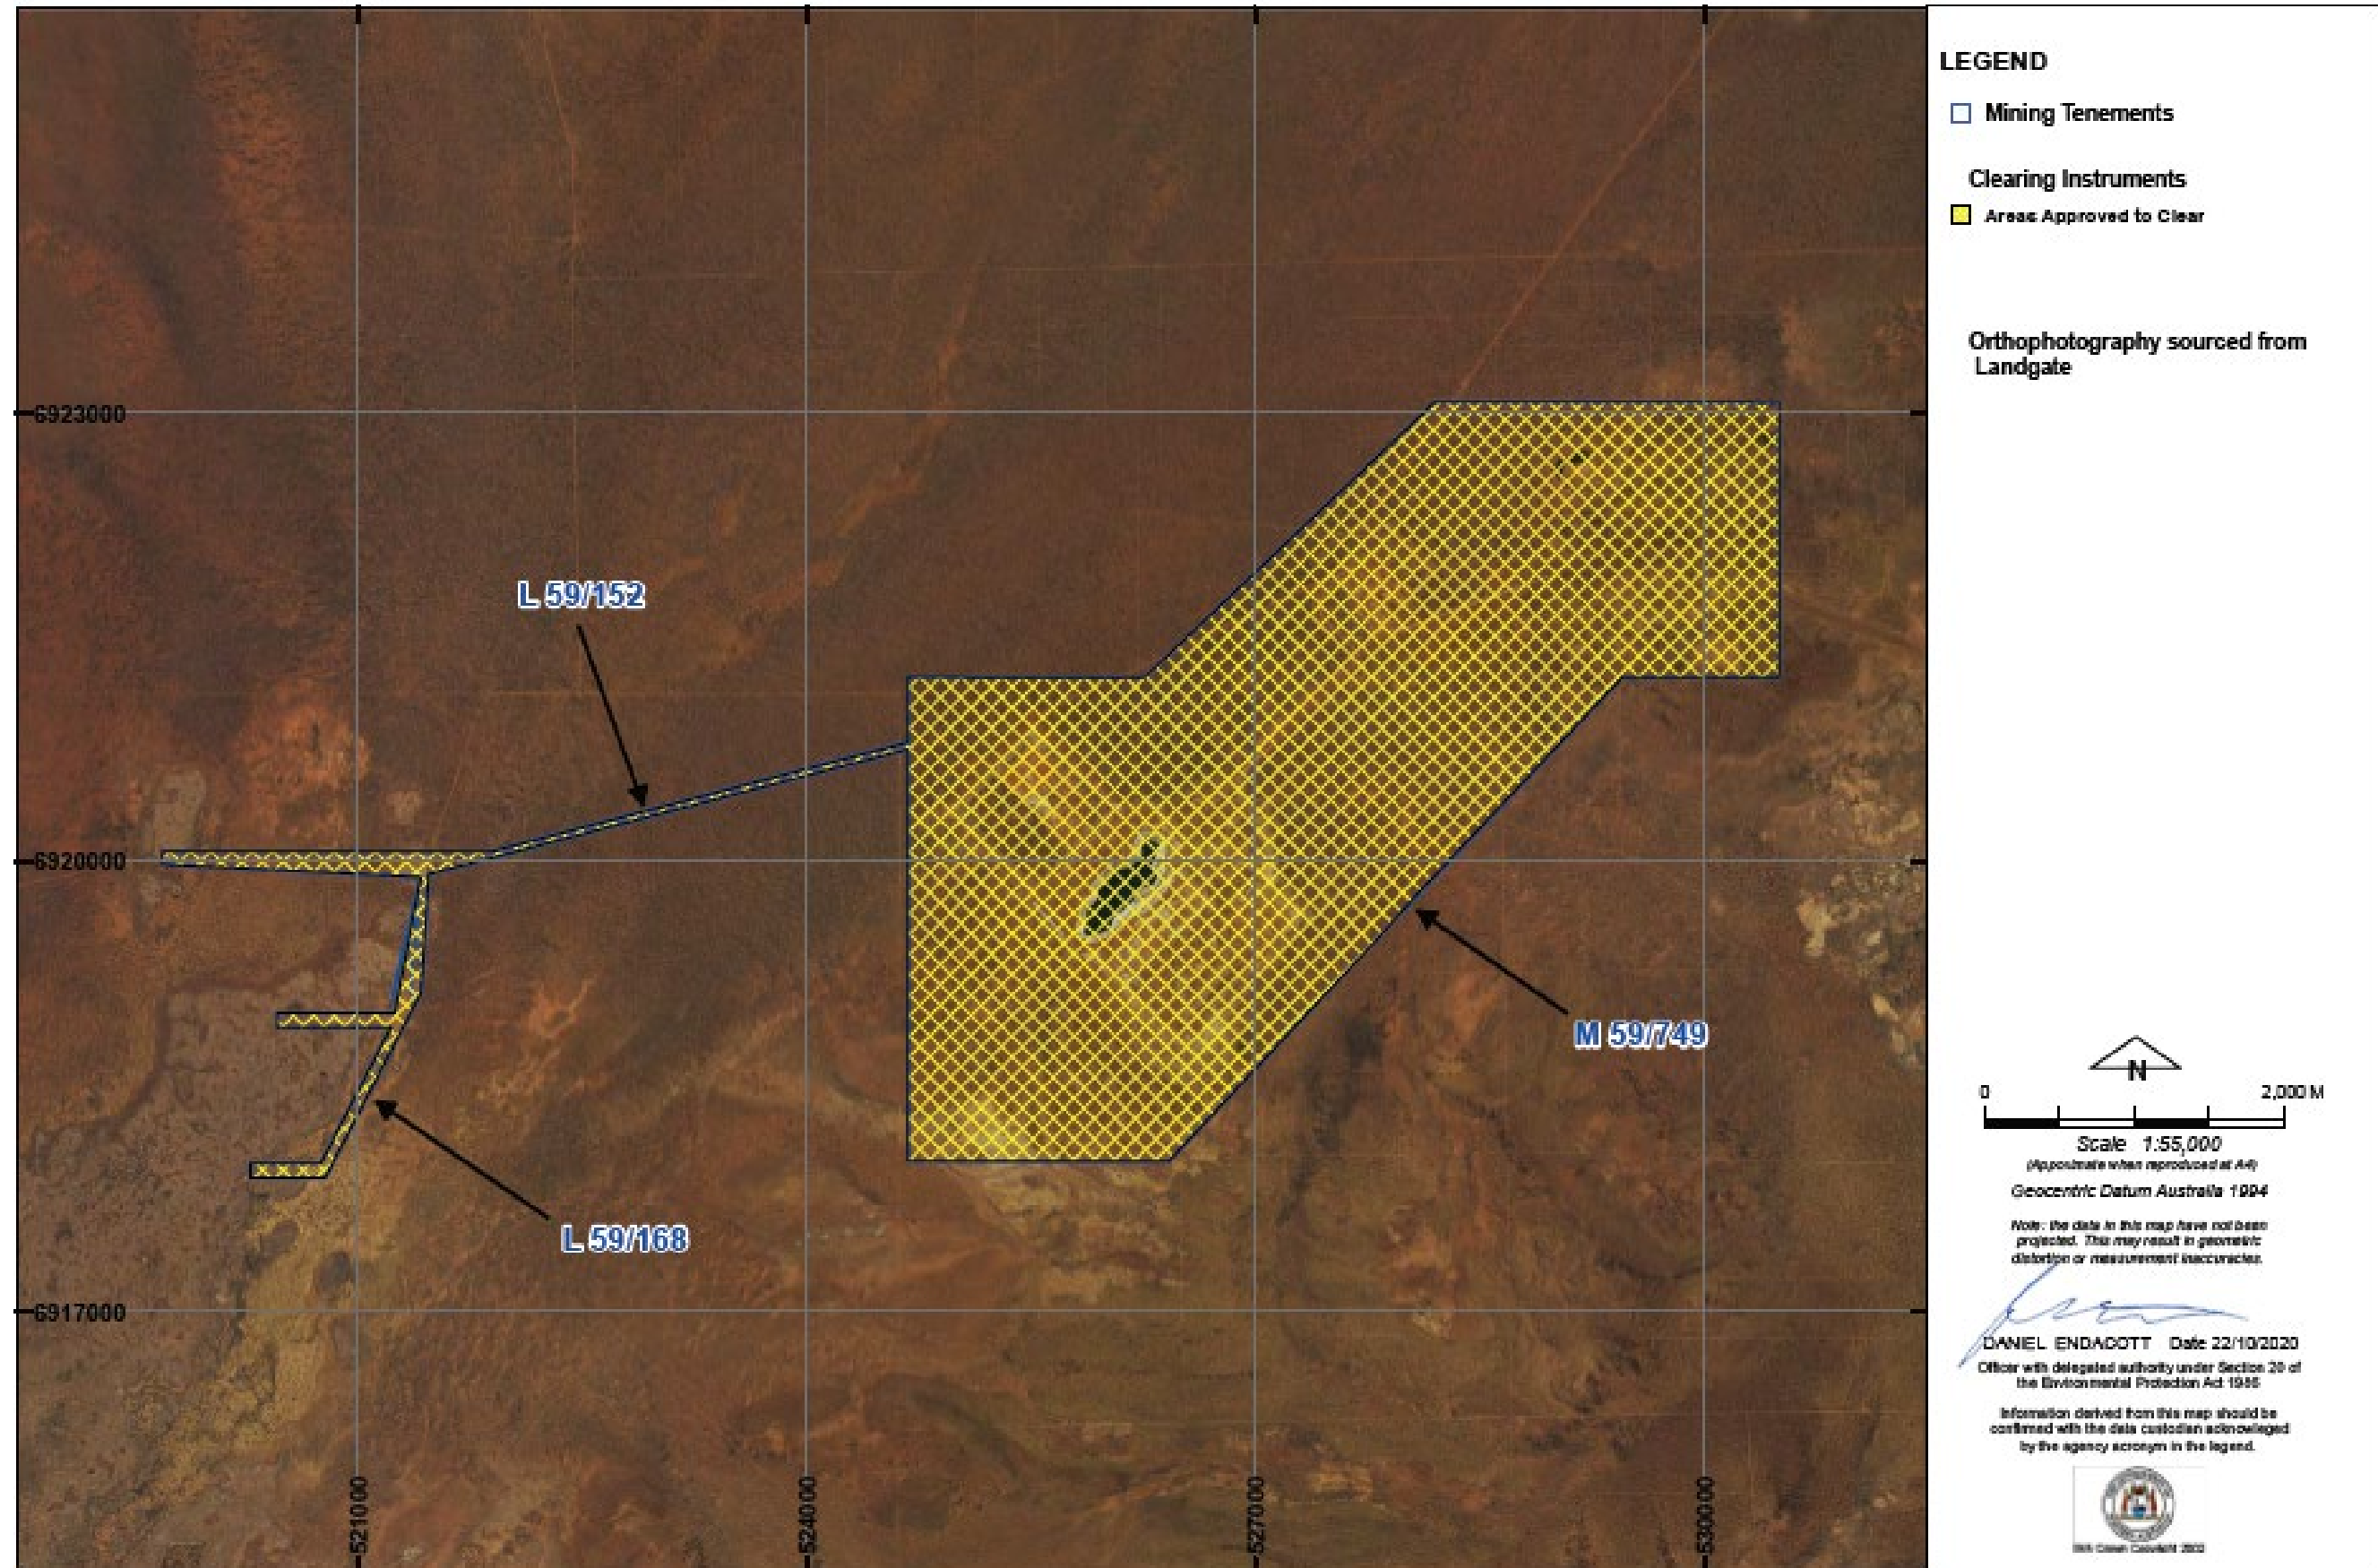 LEGEND
Mining Tenements
Clearing Instruments
Areas Approved to Clear
Orthophotography sourced from
Landgate
6923000
L 59/152
6920000
M 59/749
L 59/168
6917000
521000
524000
527000
530000
N
0 2,000 M
Scale 1:55,000
(Approximate when reproduced at A4)
Geocentric Datum Australia 1994
Note: the data in this map have not been
projected. This may result in geometric
distortion or measurement inaccuracies.
DANIEL ENDACOTT Date 22/10/2020
Officer with delegated authority under Section 20 of
the Environmental Protection Act 1986
Information derived from this map should be
confirmed with the data custodian acknowleged
by the agency acronym in the legend.
Crown Copyright 2002